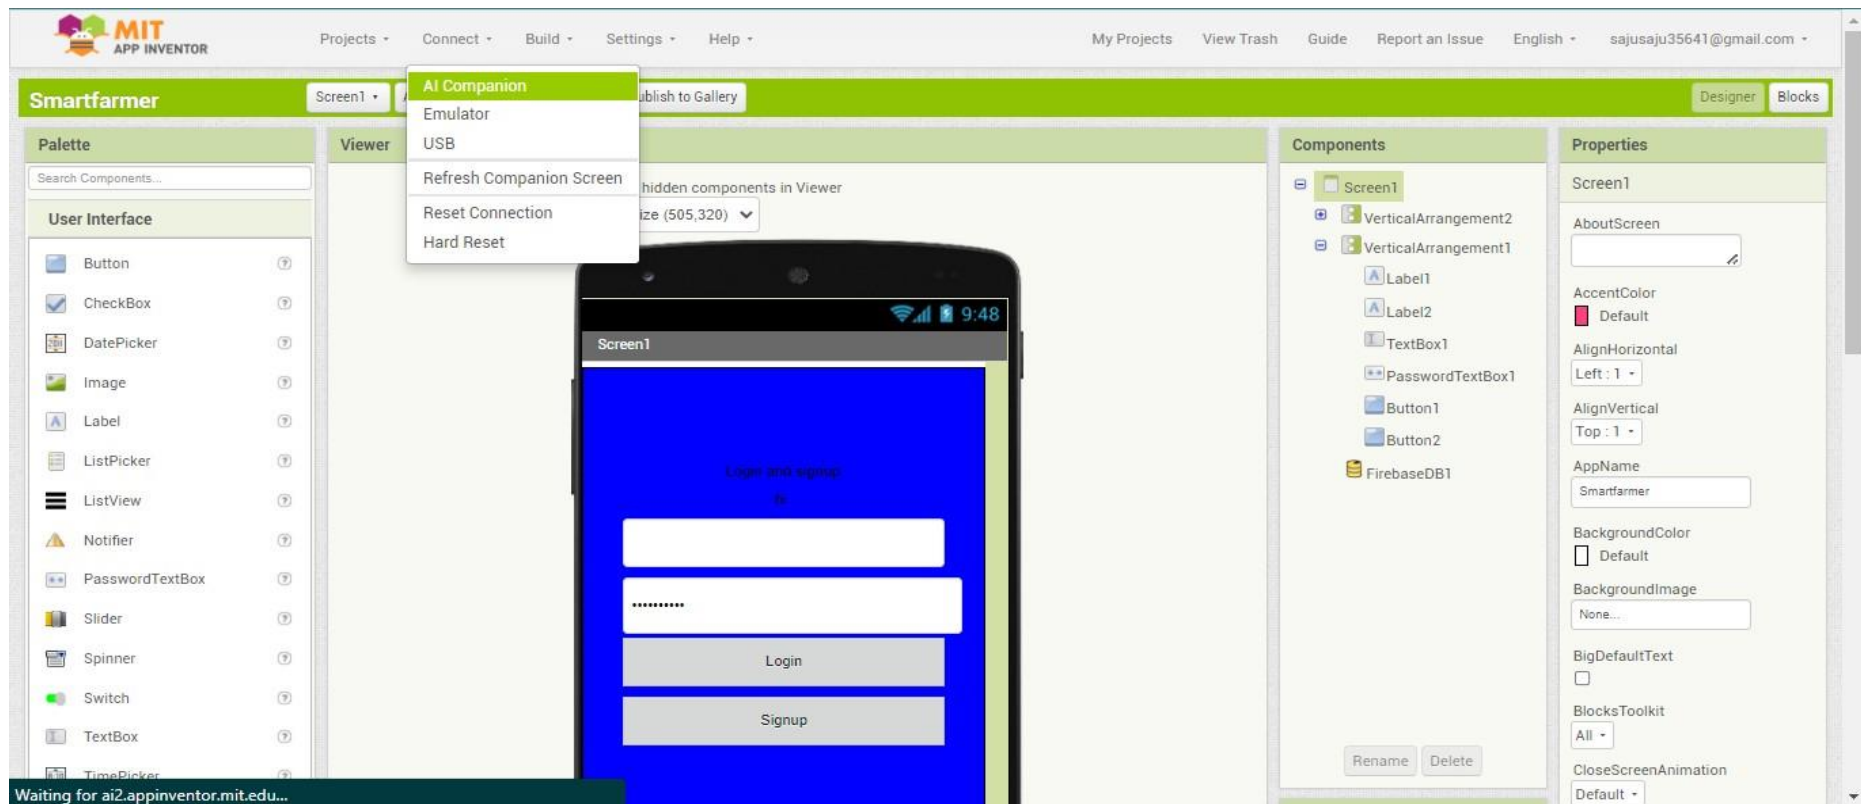 MIT
APP INVENTOR
Projects
Connect
Build
Settings
Help
My Projects
View Trash
Guide
Report an Issue
English
sajusaju35641@gmail.com
Smartfarmer
Screen1
AI Companion
Emulator
USB
Refresh Companion Screen
Reset Connection
Hard Reset
ublish to Gallery
Designer
Blocks
Palette
Search Components...
User Interface
Button
CheckBox
DatePicker
Image
Label
ListPicker
ListView
Notifier
PasswordTextBox
Slider
Spinner
Switch
TextBox
TimePicker
Waiting for ai2.appinventor.mit.edu...
Viewer
hidden components in Viewer
ize (505,320)
9:48
Screen1
Login and signup
••••••••••
Login
Signup
Components
Screen1
VerticalArrangement2
VerticalArrangement1
Label1
Label2
TextBox1
PasswordTextBox1
Button1
Button2
FirebaseDB1
Rename
Delete
Properties
Screen1
AboutScreen
AccentColor
Default
AlignHorizontal
Left : 1
AlignVertical
Top : 1
AppName
Smartfarmer
BackgroundColor
Default
BackgroundImage
None...
BigDefaultText
BlocksToolkit
All
CloseScreenAnimation
Default